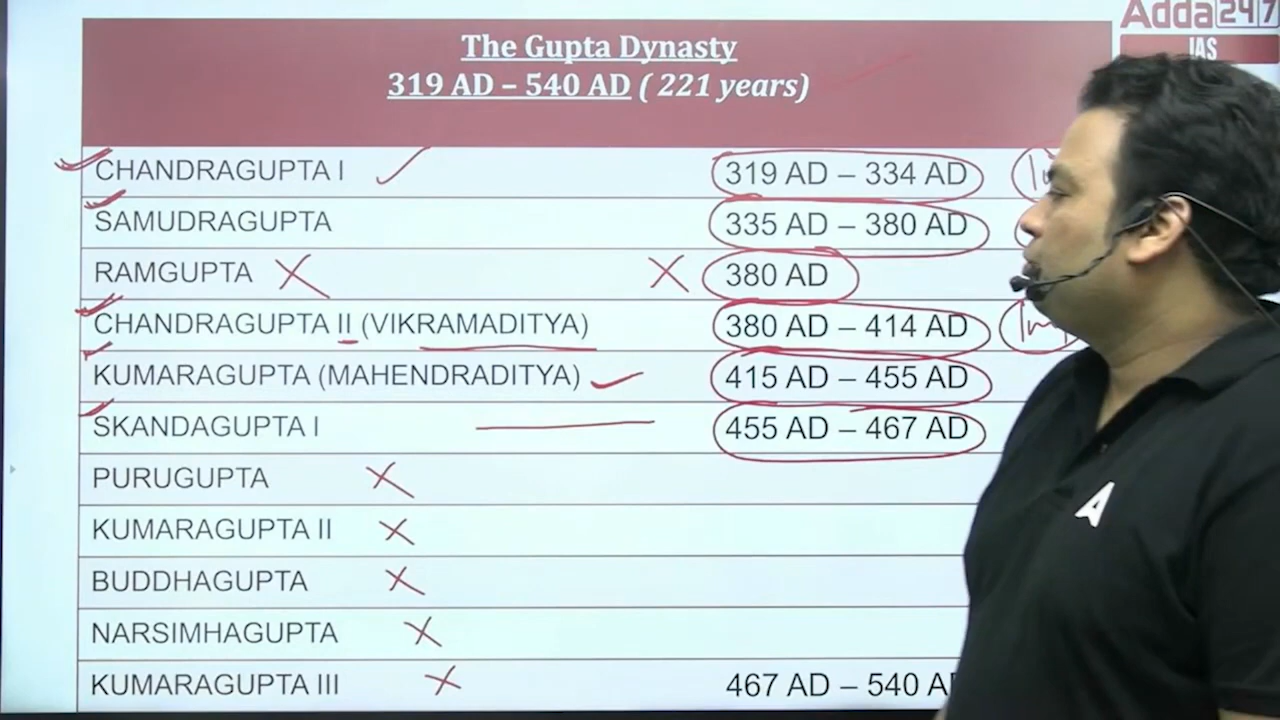 Adda247
IAS
The Gupta Dynasty
319 AD – 540 AD ( 221 years)
CHANDRAGUPTA I 319 AD – 334 AD
SAMUDRAGUPTA 335 AD – 380 AD
RAMGUPTA 380 AD
CHANDRAGUPTA II (VIKRAMADITYA) 380 AD – 414 AD
KUMARAGUPTA (MAHENDRADITYA) 415 AD – 455 AD
SKANDAGUPTA I 455 AD – 467 AD
PURUGUPTA
KUMARAGUPTA II
BUDDHAGUPTA
NARSIMHAGUPTA
KUMARAGUPTA III 467 AD – 540 A
A